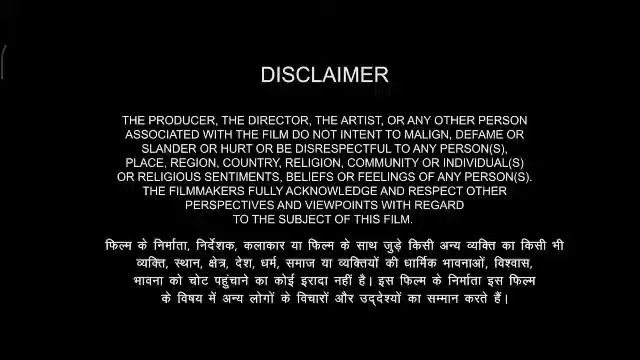 DISCLAIMER
THE PRODUCER, THE DIRECTOR, THE ARTIST, OR ANY OTHER PERSON
ASSOCIATED WITH THE FILM DO NOT INTENT TO MALIGN, DEFAME OR
SLANDER OR HURT OR BE DISRESPECTFUL TO ANY PERSON(S),
PLACE, REGION, COUNTRY, RELIGION, COMMUNITY OR INDIVIDUAL(S)
OR RELIGIOUS SENTIMENTS, BELIEFS OR FEELINGS OF ANY PERSON(S).
THE FILMMAKERS FULLY ACKNOWLEDGE AND RESPECT OTHER
PERSPECTIVES AND VIEWPOINTS WITH REGARD
TO THE SUBJECT OF THIS FILM.
फिल्म के निर्माता, निर्देशक, कलाकार या फिल्म के साथ जुड़े किसी अन्य व्यक्ति का किसी भी
व्यक्ति, स्थान, क्षेत्र, देश, धर्म, समाज या व्यक्तियों की धार्मिक भावनाओं, विश्वास,
भावना को चोट पहुंचाने का कोई इरादा नहीं है। इस फिल्म के निर्माता इस फिल्म
के विषय में अन्य लोगों के विचारों और उद्देश्यों का सम्मान करते हैं।